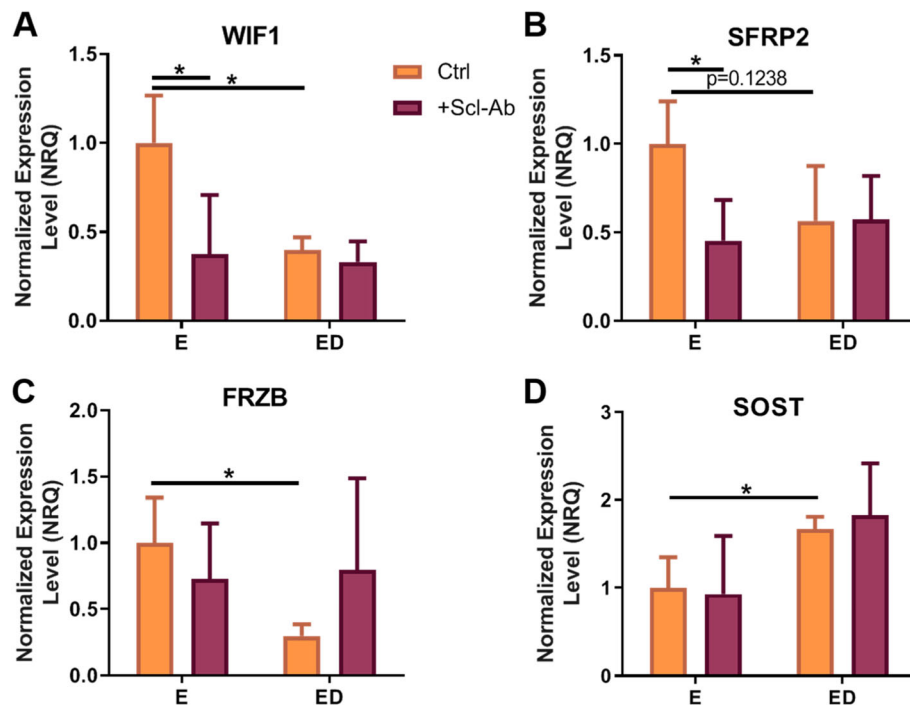 A
WIF1
Normalized Expression
Level (NRQ)
1.5
1.0
0.5
0.0
*
*
E
ED
Ctrl
+Scl-Ab
B
SFRP2
Normalized Expression
Level (NRQ)
1.5
1.0
0.5
0.0
*
p=0.1238
E
ED
C
FRZB
Normalized Expression
Level (NRQ)
2.0
1.5
1.0
0.5
0.0
*
E
ED
D
SOST
Normalized Expression
Level (NRQ)
3
2
1
0
*
E
ED